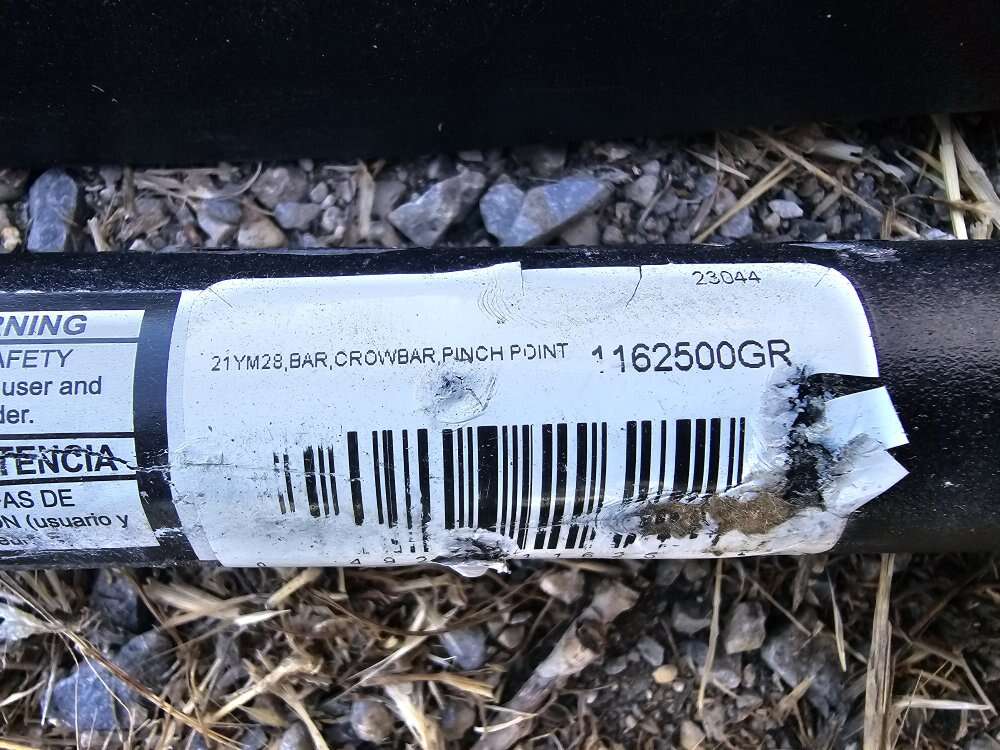 RNING
AFETY
user and
der.
TENCIA
PAS DE
ON (usuario y
23044
21YM28,BAR,CROWBAR,PINCH POINT 1162500GR